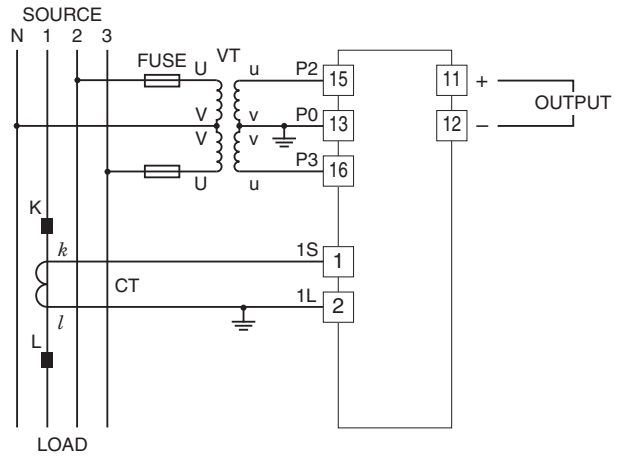 SOURCE
N 1 2 3
FUSE
VT
U u P2 15 11 +
OUTPUT
V v P0 13 12 –
V v
P3 16
U u
K
k 1S 1
CT
1L 2
l
L
LOAD